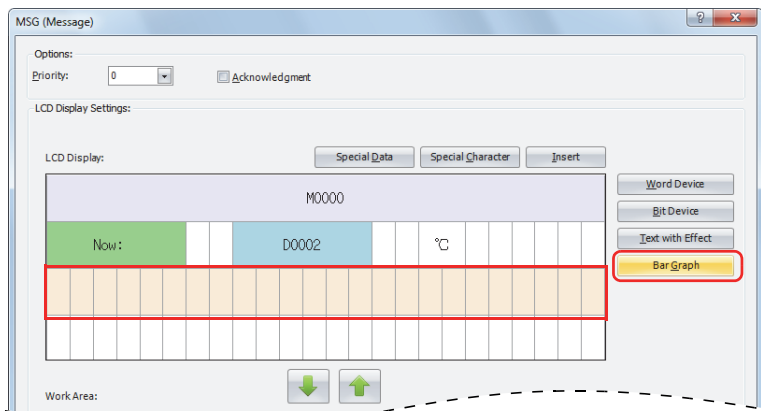 MSG (Message)
Options:
Priority: 0 Acknowledgment
LCD Display Settings:
LCD Display: Special Data Special Character Insert
M0000
Word Device
Bit Device
Now: D0002 °C
Text with Effect
Bar Graph
Work Area: